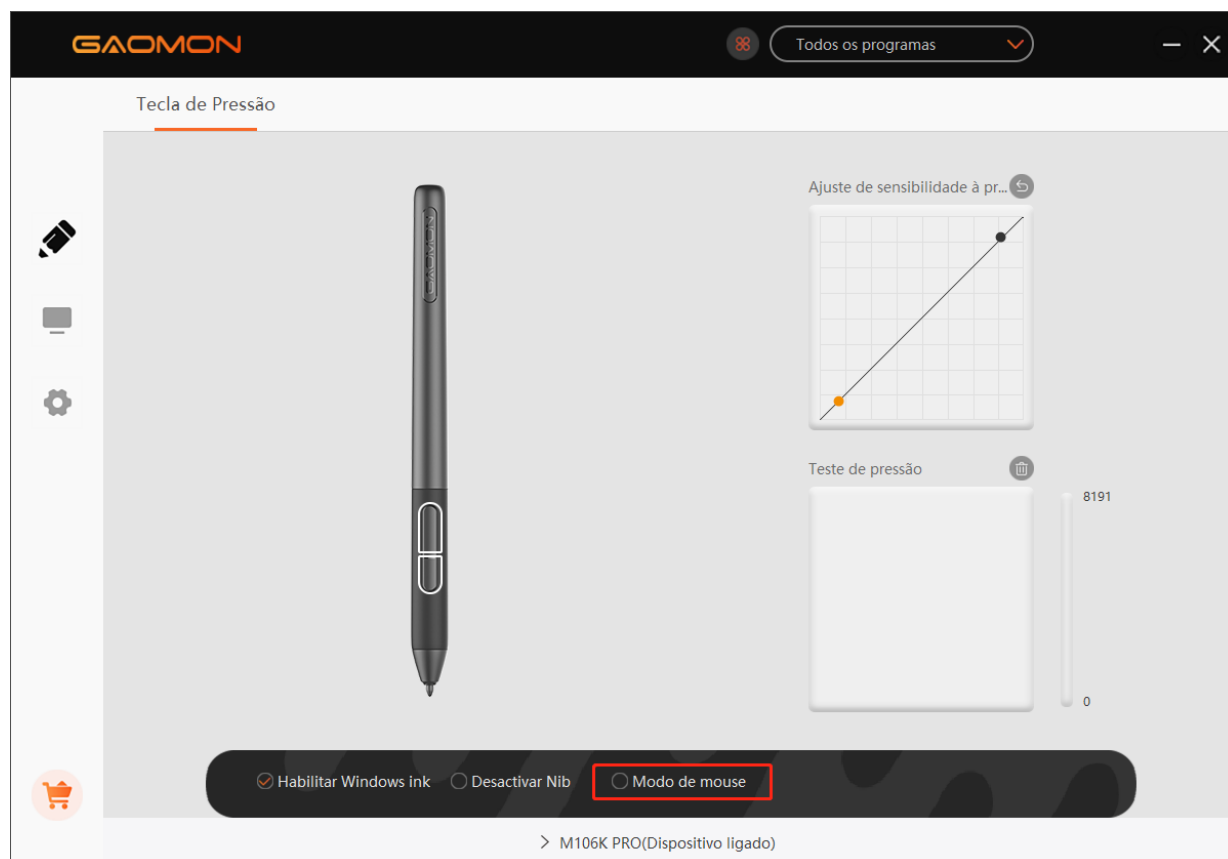 GAOMON
Todos os programas
Tecla de Pressão
Ajuste de sensibilidade à pr...
GAOMON
Teste de pressão
8191
0
Habilitar Windows ink Desactivar Nib Modo de mouse
M106K PRO(Dispositivo ligado)